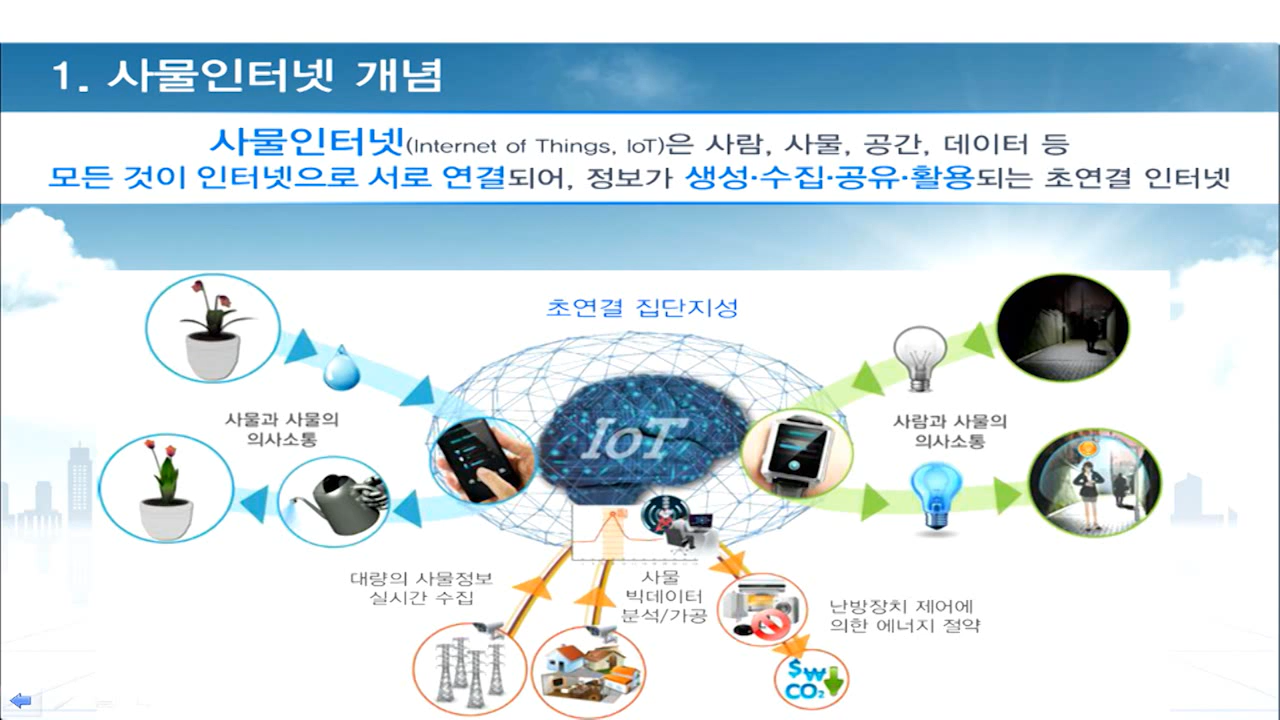 1. 사물인터넷 개념
사물인터넷(Internet of Things, IoT)은 사람, 사물, 공간, 데이터 등
모든 것이 인터넷으로 서로 연결되어, 정보가 생성·수집·공유·활용되는 초연결 인터넷
초연결 집단지성
사물과 사물의
의사소통
IoT
사람과 사물의
의사소통
대량의 사물정보
실시간 수집
사물
빅데이터
분석/가공
난방장치 제어에
의한 에너지 절약
$₩
CO₂